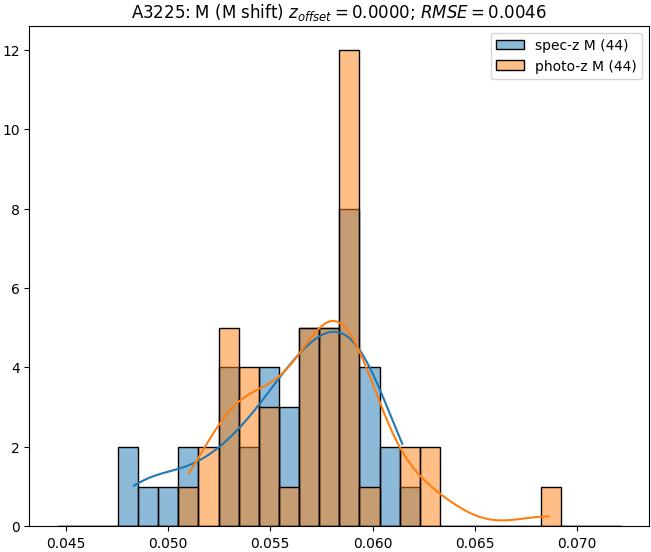 A3225: M (M shift) z_offset = 0.0000; RMSE = 0.0046
spec-z M (44)
photo-z M (44)
12
10
8
6
4
2
0
0.045 0.050 0.055 0.060 0.065 0.070